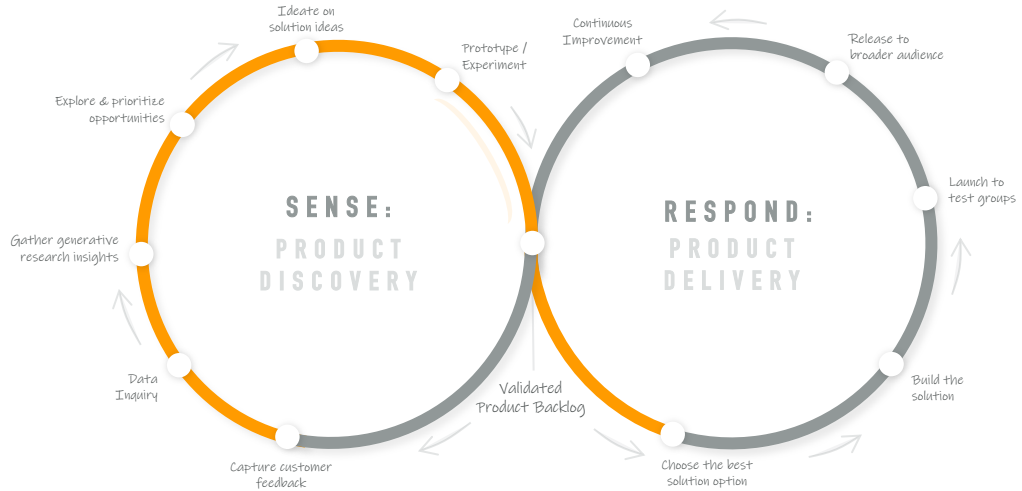 Ideate on
solution ideas
Prototype /
Experiment
Explore & prioritize
opportunities
Gather generative
research insights
Data
Inquiry
Capture customer
feedback
SENSE:
PRODUCT
DISCOVERY
Validated
Product Backlog
Continuous
Improvement
Release to
broader audience
Launch to
test groups
Build the
solution
Choose the best
solution option
RESPOND:
PRODUCT
DELIVERY